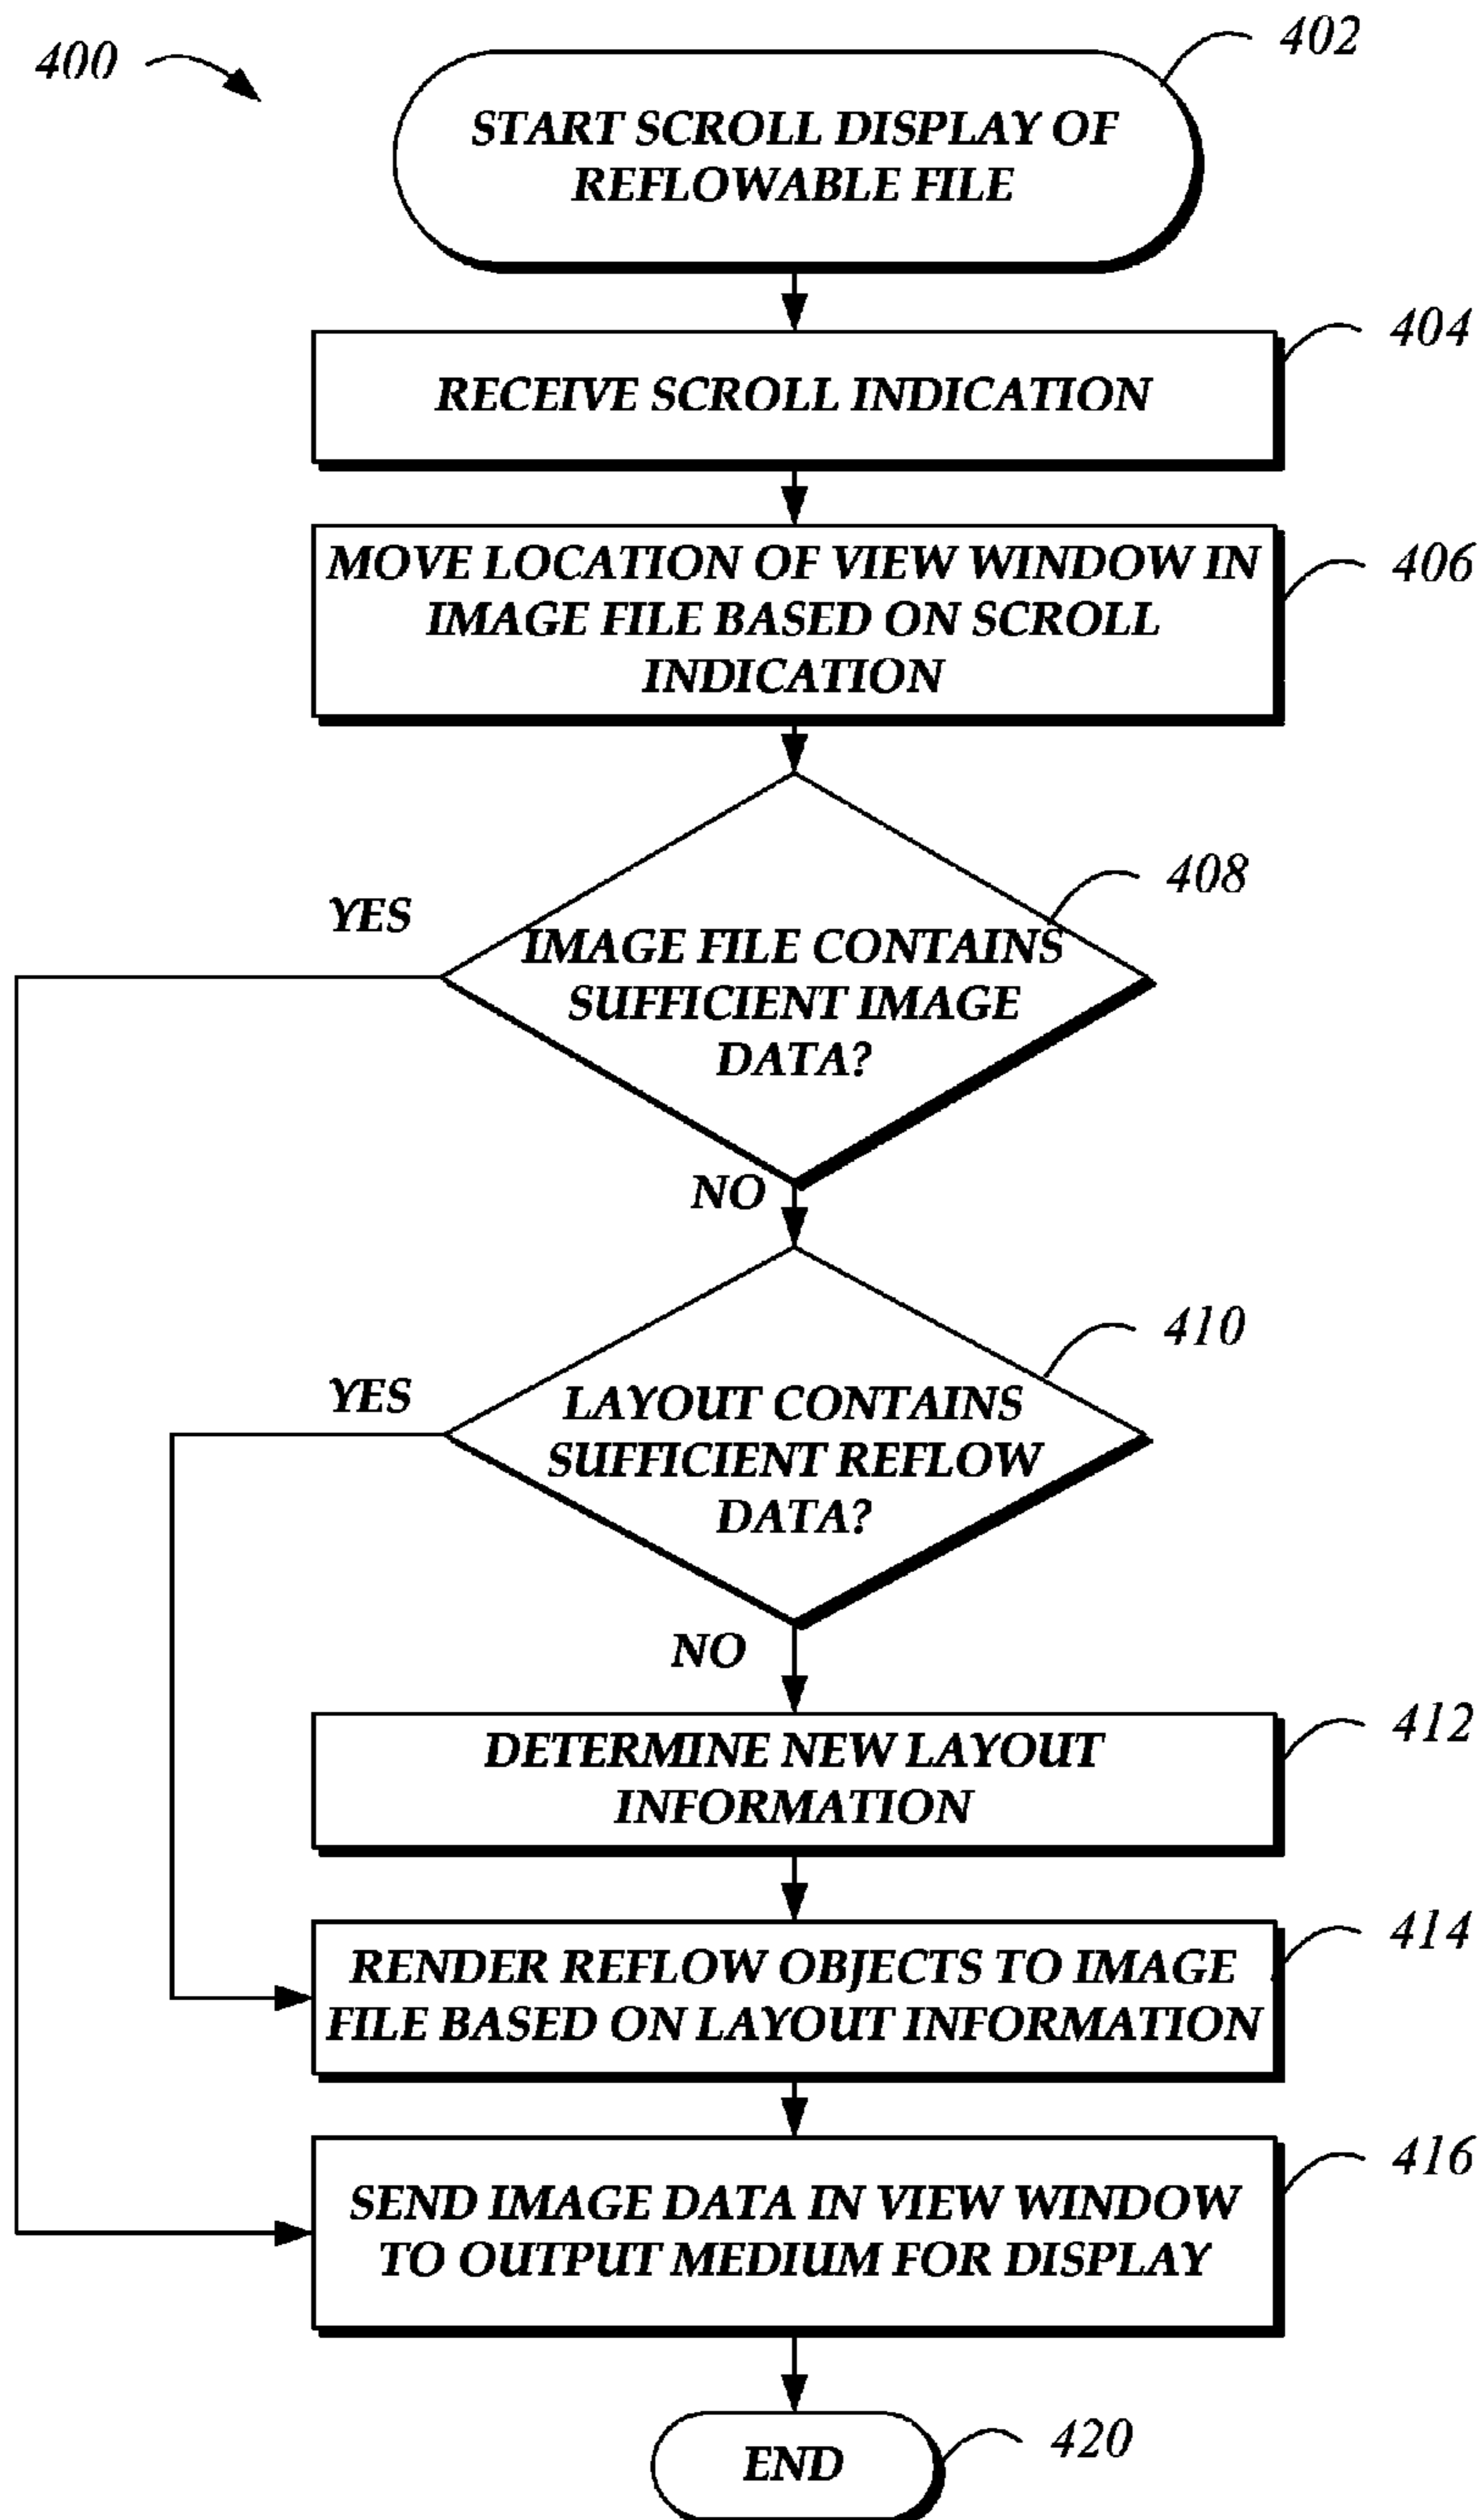 400
402
START SCROLL DISPLAY OF
REFLOWABLE FILE
404
RECEIVE SCROLL INDICATION
406
MOVE LOCATION OF VIEW WINDOW IN
IMAGE FILE BASED ON SCROLL
INDICATION
408
YES
IMAGE FILE CONTAINS
SUFFICIENT IMAGE
DATA?
NO
410
YES
LAYOUT CONTAINS
SUFFICIENT REFLOW
DATA?
NO
412
DETERMINE NEW LAYOUT
INFORMATION
414
RENDER REFLOW OBJECTS TO IMAGE
FILE BASED ON LAYOUT INFORMATION
416
SEND IMAGE DATA IN VIEW WINDOW
TO OUTPUT MEDIUM FOR DISPLAY
420
END